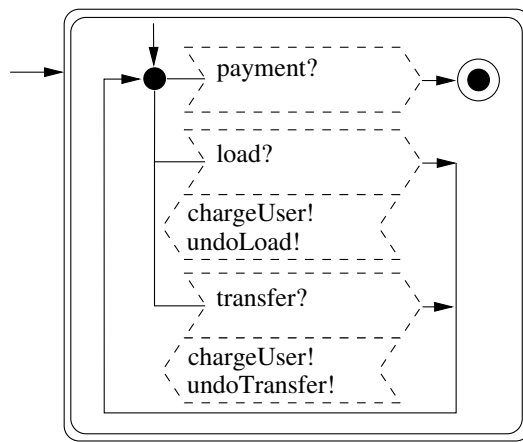 payment?
load?
chargeUser!
undoLoad!
transfer?
chargeUser!
undoTransfer!